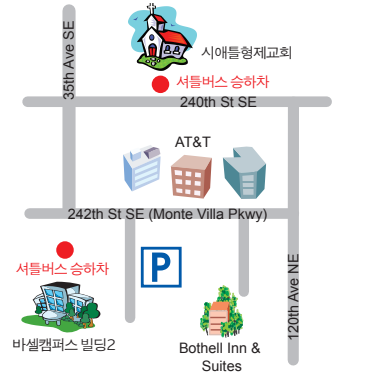 35th Ave SE
시애틀형제교회
셔틀버스 승하차
240th St SE
AT&T
242th St SE (Monte Villa Pkwy)
셔틀버스 승하차
P
바셀캠퍼스 빌딩2
Bothell Inn &
Suites
120th Ave NE